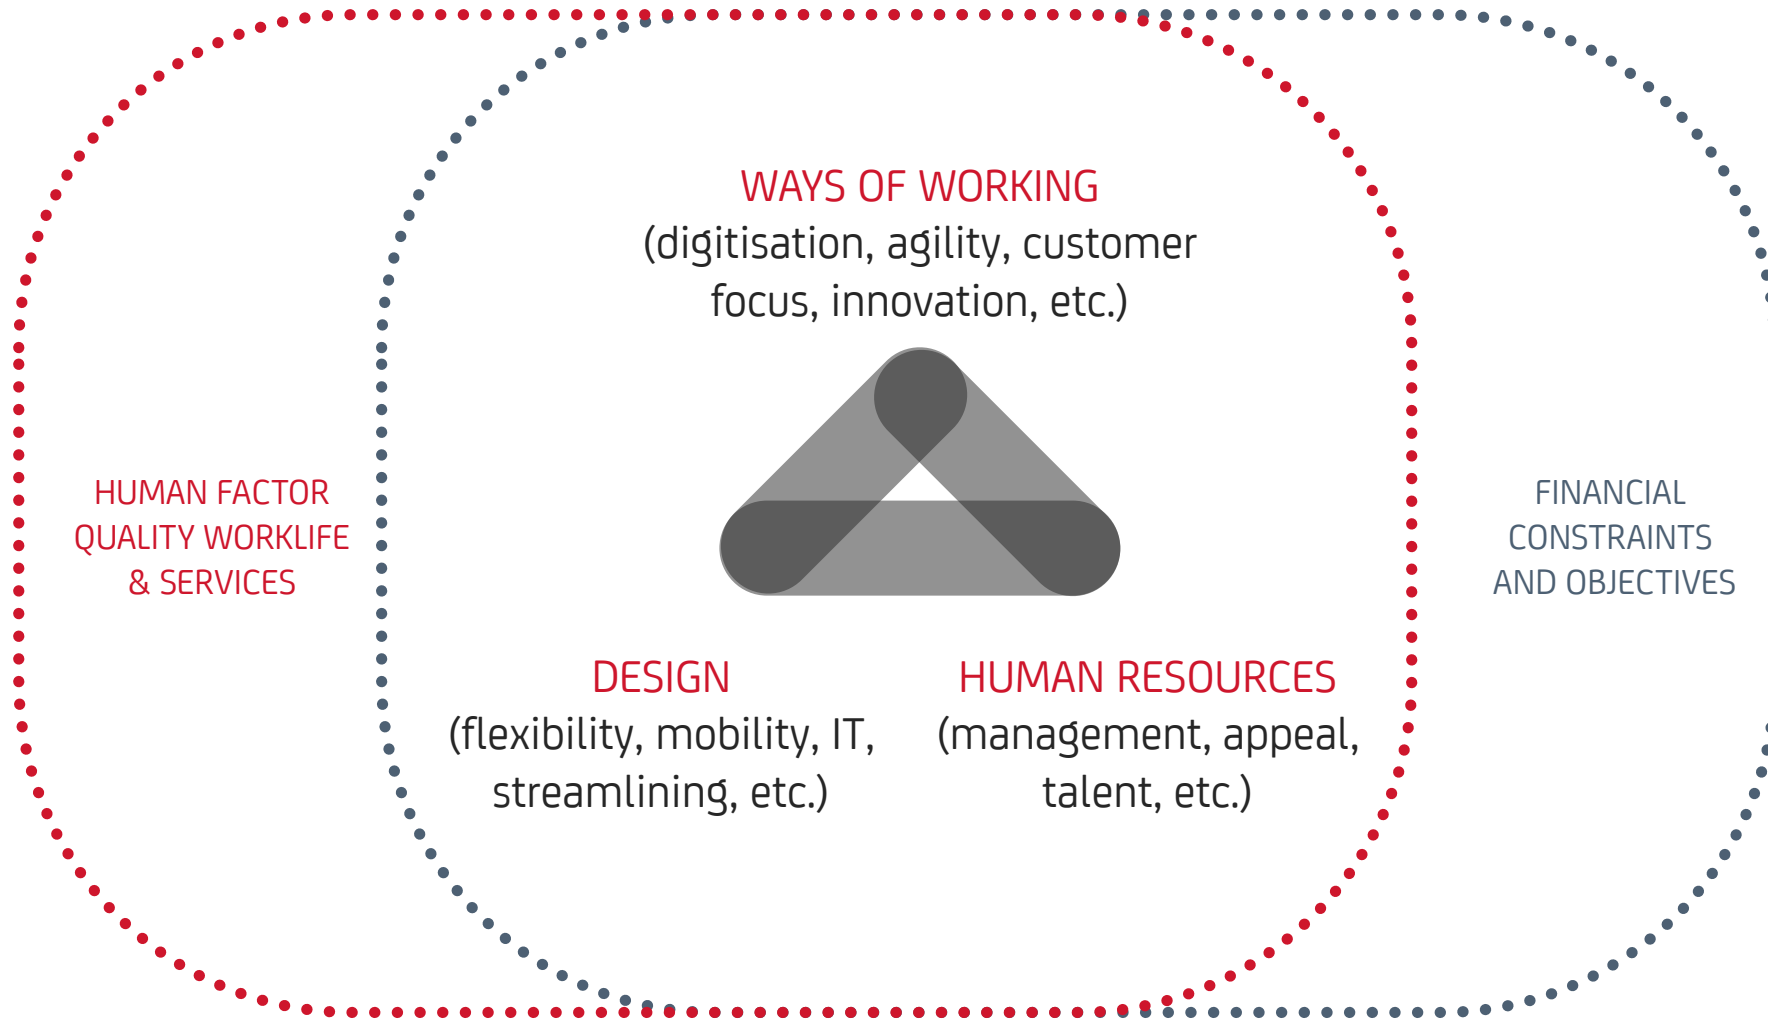 WAYS OF WORKING
(digitisation, agility, customer
focus, innovation, etc.)
HUMAN FACTOR
QUALITY WORKLIFE
& SERVICES
FINANCIAL
CONSTRAINTS
AND OBJECTIVES
DESIGN
(flexibility, mobility, IT,
streamlining, etc.)
HUMAN RESOURCES
(management, appeal,
talent, etc.)